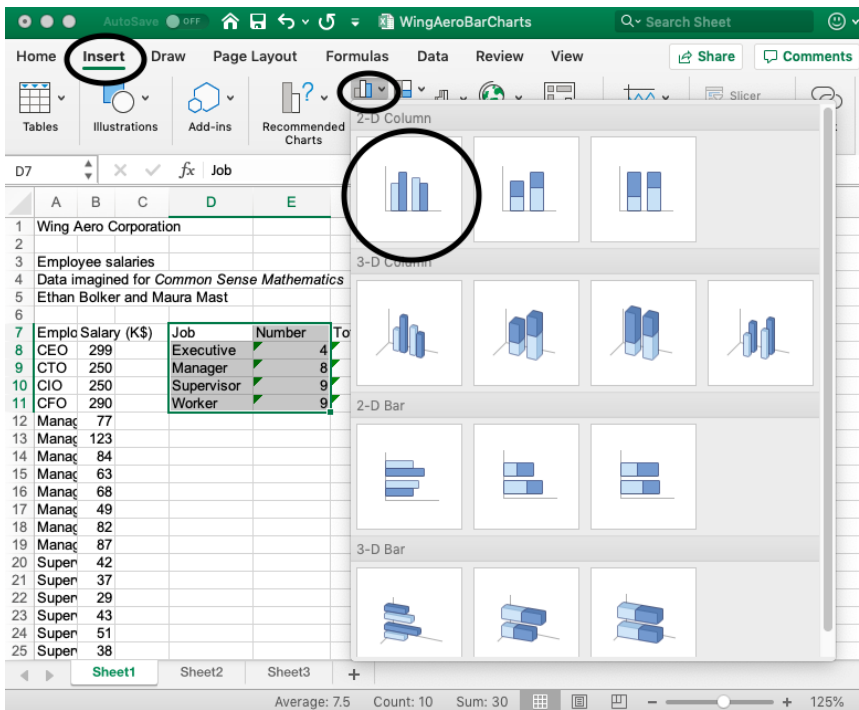 AutoSave OFF WingAeroBarCharts Search Sheet
Home Insert Draw Page Layout Formulas Data Review View Share Comments
Tables Illustrations Add-ins Recommended Charts Slicer
2-D Column
D7 fx Job
A B C D E
1 Wing Aero Corporation
2
3 Employee salaries
3-D Column
4 Data imagined for Common Sense Mathematics
5 Ethan Bolker and Maura Mast
6
7 Emplo Salary (K$) Job Number To
8 CEO 299 Executive 4
9 CTO 250 Manager 8
10 CIO 250 Supervisor 9
11 CFO 290 Worker 9
2-D Bar
12 Manag 77
13 Manag 123
14 Manag 84
15 Manag 63
16 Manag 68
17 Manag 49
18 Manag 82
19 Manag 87
3-D Bar
20 Superv 42
21 Superv 37
22 Superv 29
23 Superv 43
24 Superv 51
25 Superv 38
Sheet1 Sheet2 Sheet3 +
Average: 7.5 Count: 10 Sum: 30 − + 125%